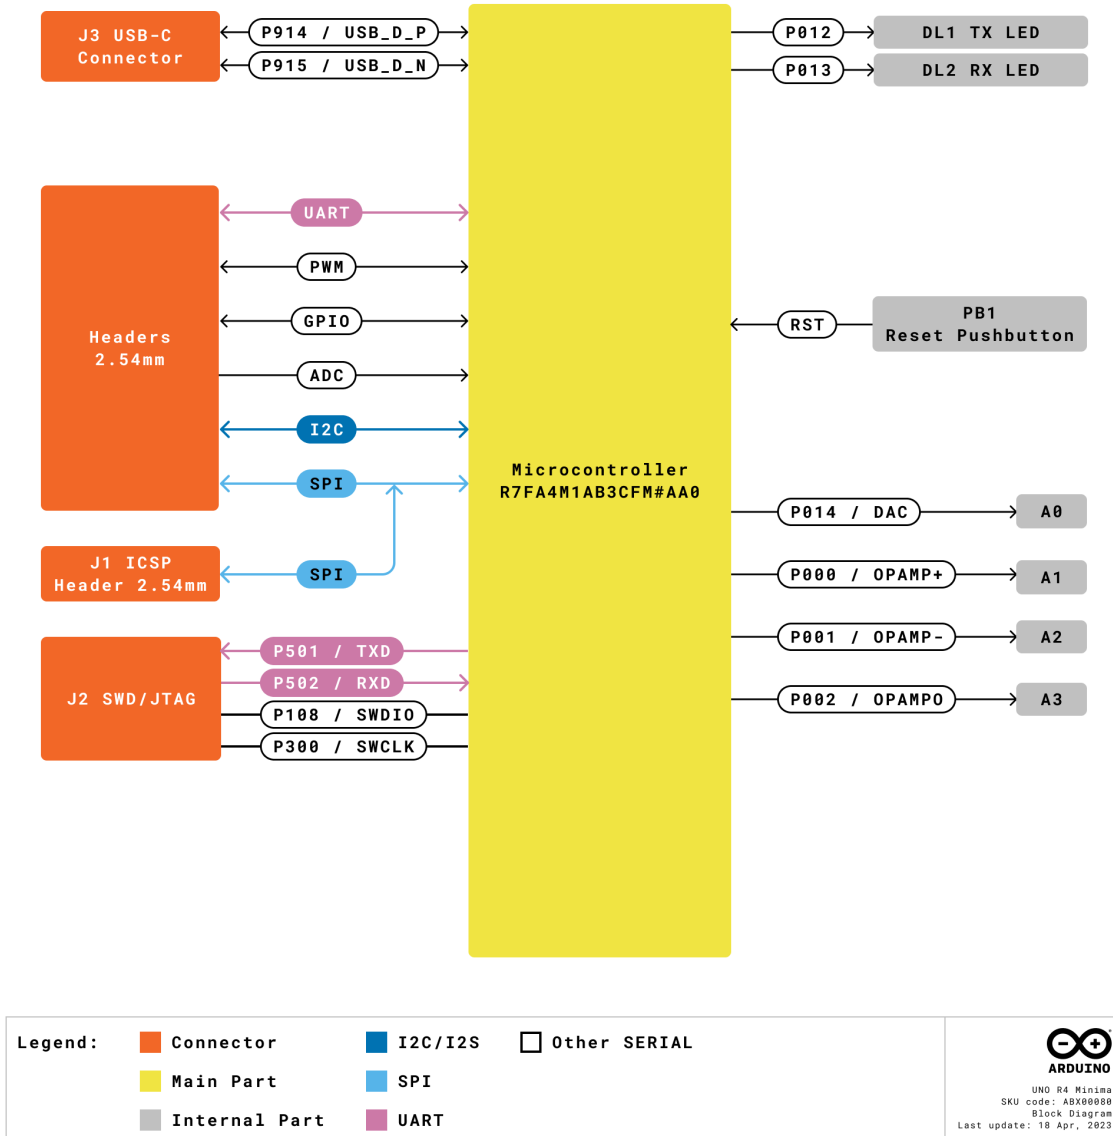 J3 USB-C
Connector
P914 / USB_D_P
P915 / USB_D_N
P012
DL1 TX LED
P013
DL2 RX LED
Headers
2.54mm
UART
PWM
GPIO
ADC
I2C
SPI
RST
PB1
Reset Pushbutton
Microcontroller
R7FA4M1AB3CFM#AA0
J1 ICSP
Header 2.54mm
SPI
P014 / DAC
A0
P000 / OPAMP+
A1
P001 / OPAMP-
A2
P002 / OPAMPO
A3
J2 SWD/JTAG
P501 / TXD
P502 / RXD
P108 / SWDIO
P300 / SWCLK
Legend:
Connector
Main Part
Internal Part
I2C/I2S
SPI
UART
Other SERIAL
ARDUINO
UNO R4 Minima
SKU code: ABX00080
Block Diagram
Last update: 18 Apr, 2023